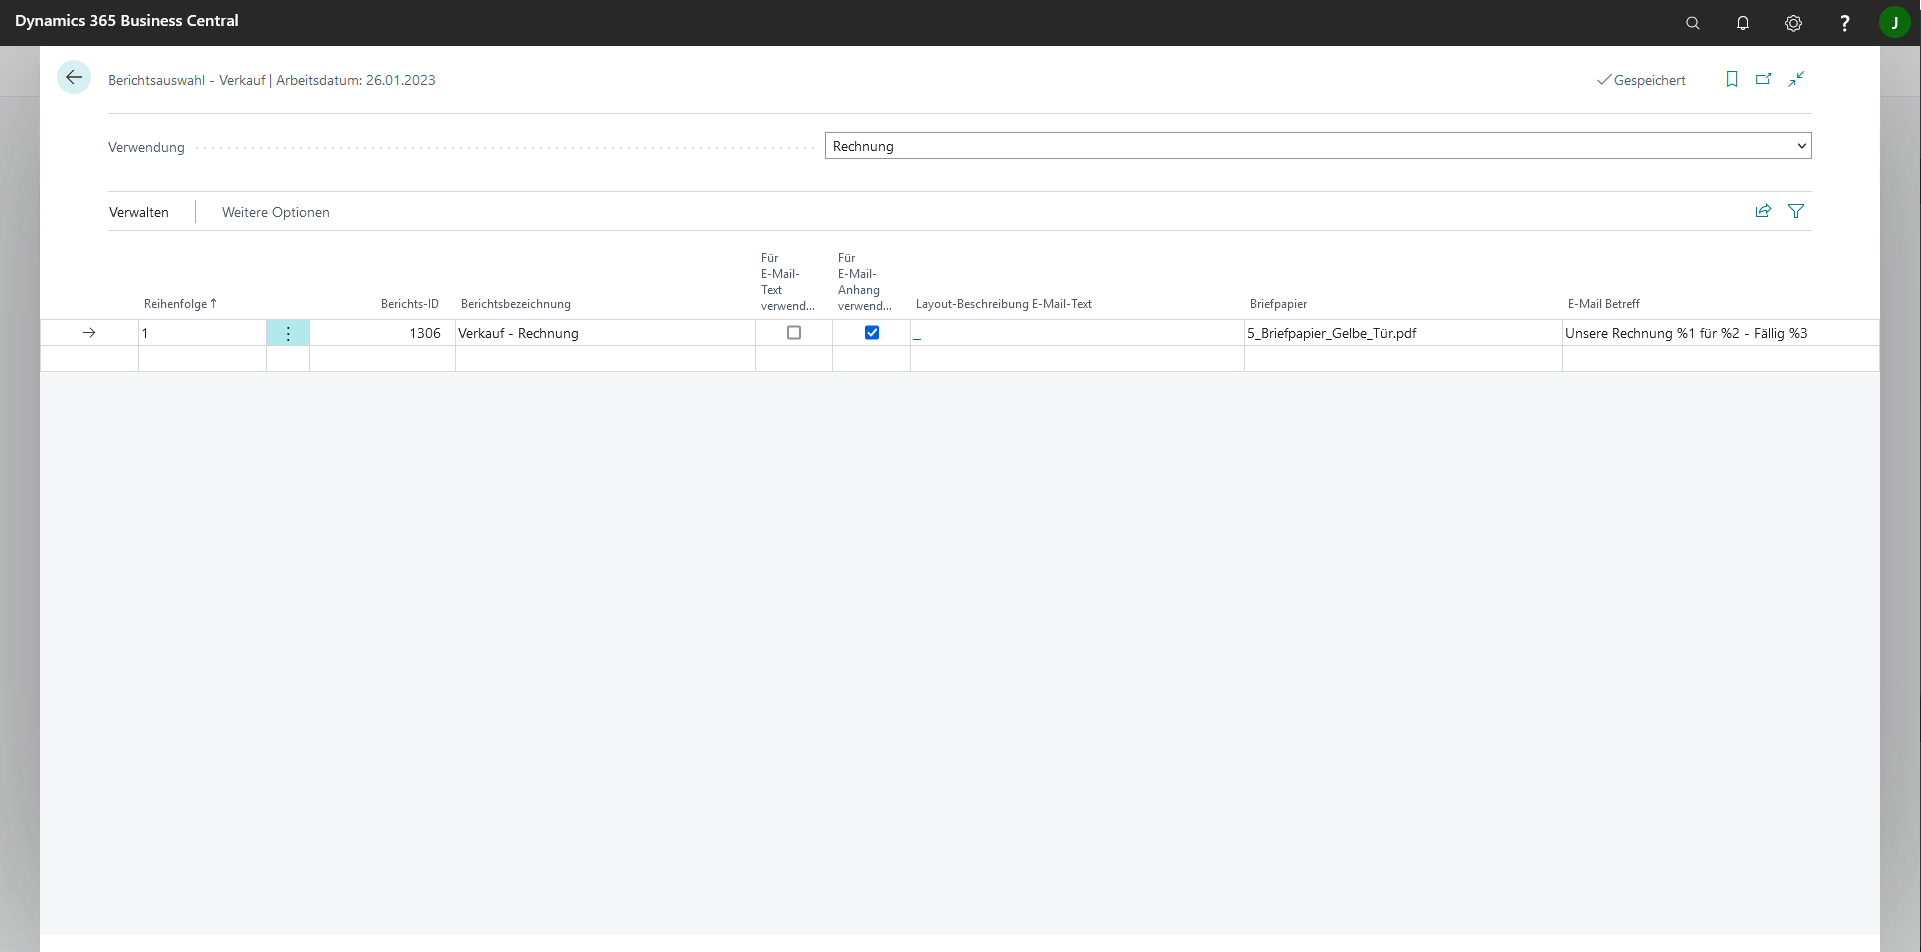 Dynamics 365 Business Central
J
Berichtsauswahl - Verkauf | Arbeitsdatum: 26.01.2023
Gespeichert
Verwendung
Rechnung
Verwalten
Weitere Optionen
Reihenfolge ↑
Berichts-ID
Berichtsbezeichnung
Für
E-Mail-
Text
verwend...
Für
E-Mail-
Anhang
verwend...
Layout-Beschreibung E-Mail-Text
Briefpapier
E-Mail Betreff
1
1306
Verkauf - Rechnung
_
5_Briefpapier_Gelbe_Tür.pdf
Unsere Rechnung %1 für %2 - Fällig %3